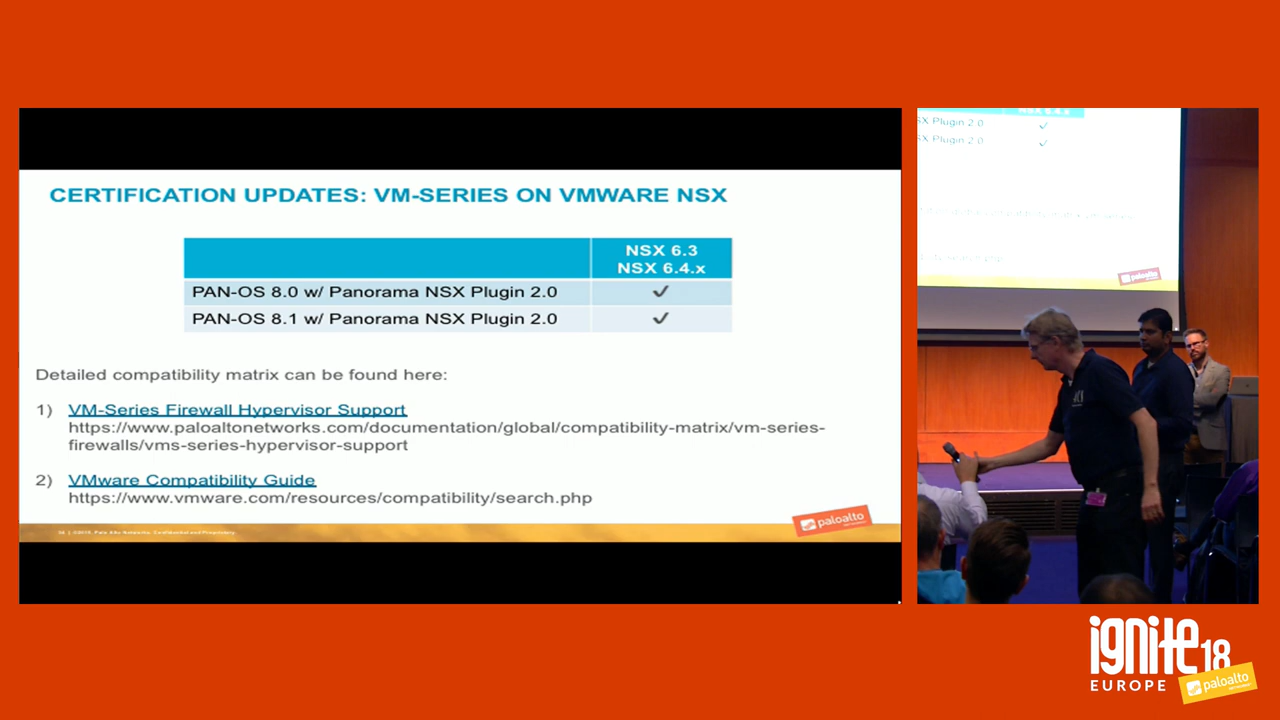 CERTIFICATION UPDATES: VM-SERIES ON VMWARE NSX
NSX 6.3
NSX 6.4.x
PAN-OS 8.0 w/ Panorama NSX Plugin 2.0 ✓
PAN-OS 8.1 w/ Panorama NSX Plugin 2.0 ✓
Detailed compatibility matrix can be found here:
1) VM-Series Firewall Hypervisor Support
https://www.paloaltonetworks.com/documentation/global/compatibility-matrix/vm-series-
firewalls/vms-series-hypervisor-support
2) VMware Compatibility Guide
https://www.vmware.com/resources/compatibility/search.php
paloalto
SX Plugin 2.0 ✓
SX Plugin 2.0 ✓
paloalto
ignite18
EUROPE
paloalto